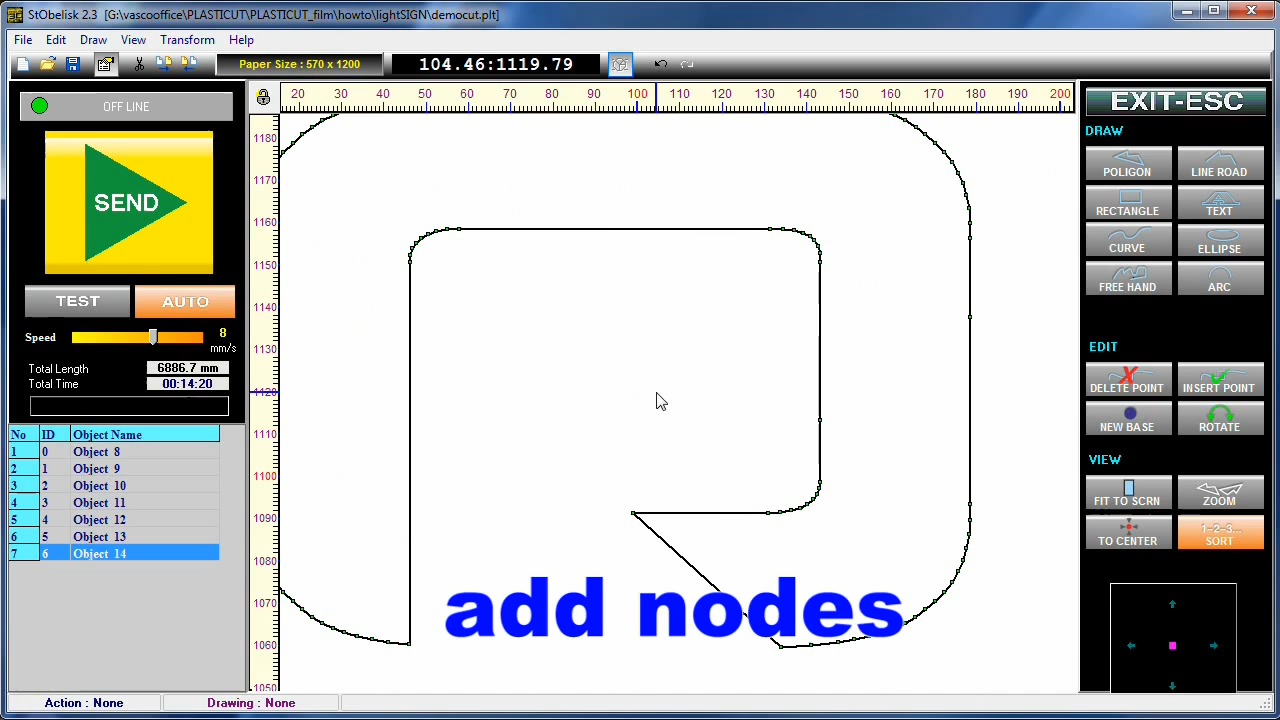 StObelisk 2.3 [G:\vascooffice\PLASTICUT\PLASTICUT_film\howto\lightSIGN\democut.plt]
File Edit Draw View Transform Help
Paper Size : 570 x 1200
104.46:1119.79
EXIT-ESC
OFF LINE
SEND
TEST
AUTO
Speed
8
mm/s
Total Length 6886.7 mm
Total Time 00:14:20
No ID Object Name
1 0 Object 8
2 1 Object 9
3 2 Object 10
4 3 Object 11
5 4 Object 12
6 5 Object 13
7 6 Object 14
20 30 40 50 60 70 80 90 100 110 120 130 140 150 160 170 180 190 200
1180
1170
1160
1150
1140
1130
1120
1110
1100
1090
1080
1070
1060
1050
add nodes
DRAW
POLIGON LINE ROAD
RECTANGLE TEXT
CURVE ELLIPSE
FREE HAND ARC
EDIT
DELETE POINT INSERT POINT
NEW BASE ROTATE
VIEW
FIT TO SCRN ZOOM
1-2-3...
TO CENTER SORT
Action : None
Drawing : None